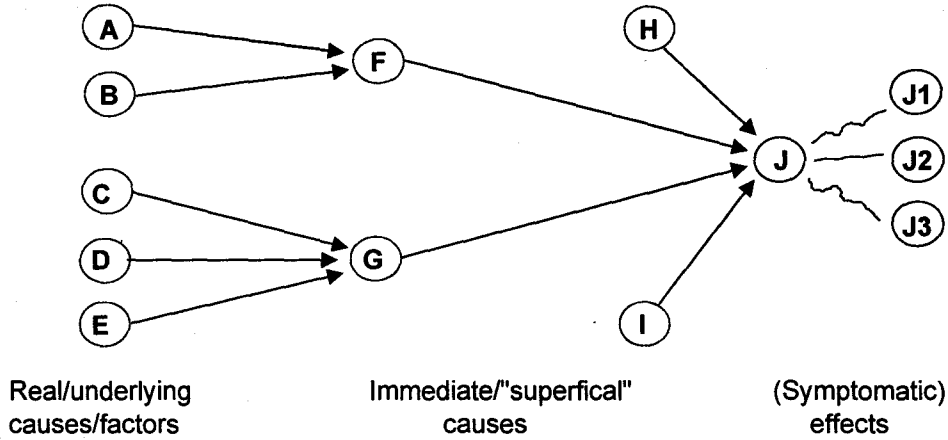 A
H
F
B
J1
J
J2
C
J3
D
G
E
I
Real/underlying
causes/factors
Immediate/"superfical"
causes
(Symptomatic)
effects